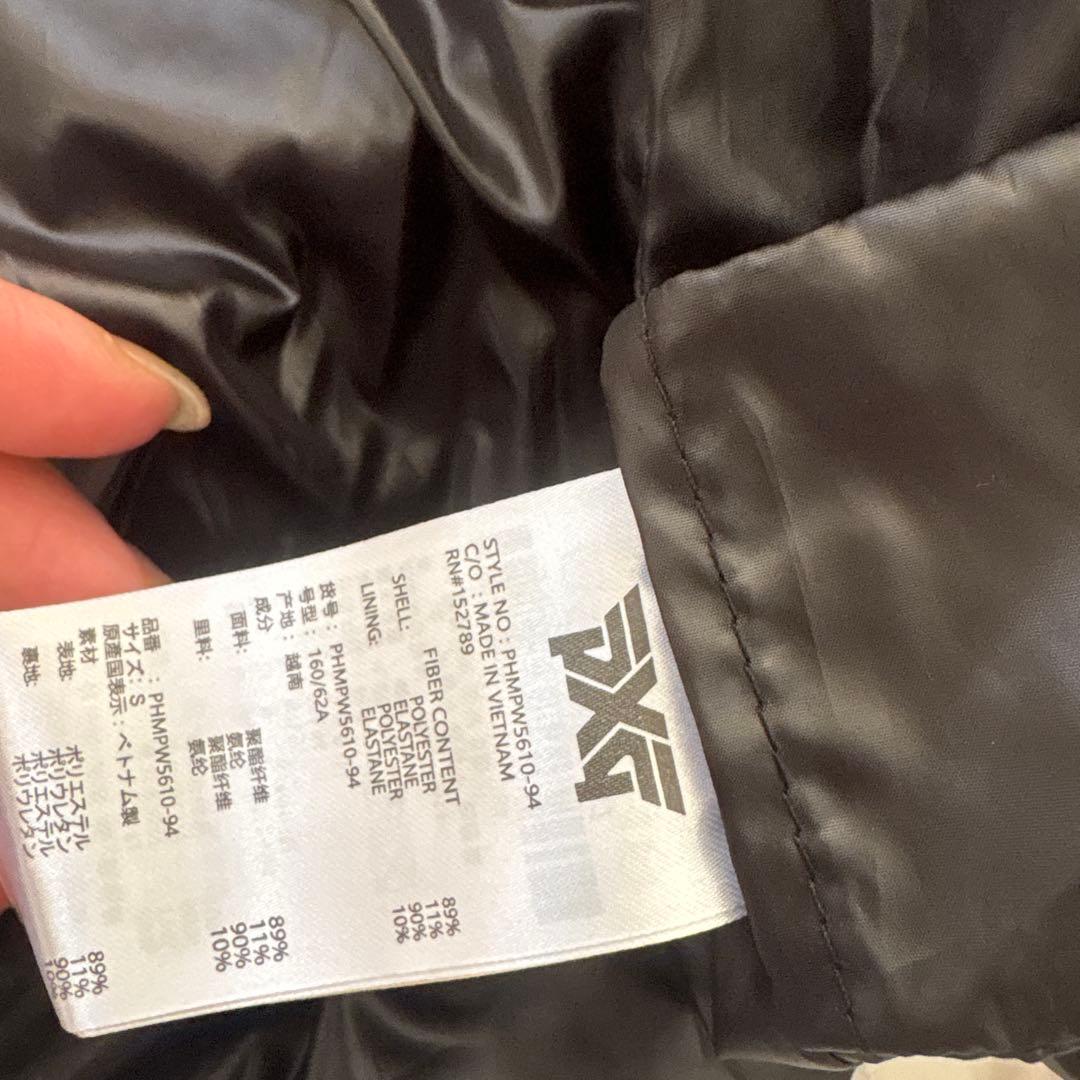 PXG
STYLE NO : PHMPW5610-94
C/O : MADE IN VIETNAM
RN#152789
FIBER CONTENT
SHELL: POLYESTER 89%
ELASTANE 11%
LINING: POLYESTER 90%
ELASTANE 10%
货号 : PHMPW5610-94
号型 : 160/62A
产地 : 越南
成分
面料: 聚酯纤维 89%
氨纶 11%
里料: 聚酯纤维 90%
氨纶 10%
品番 : PHMPW5610-94
サイズ: S
原産国表示 : ベトナム製
素材
表地: ポリエステル 89%
ポリウレタン 11%
裏地: ポリエステル 90%
ポリウレタン 10%